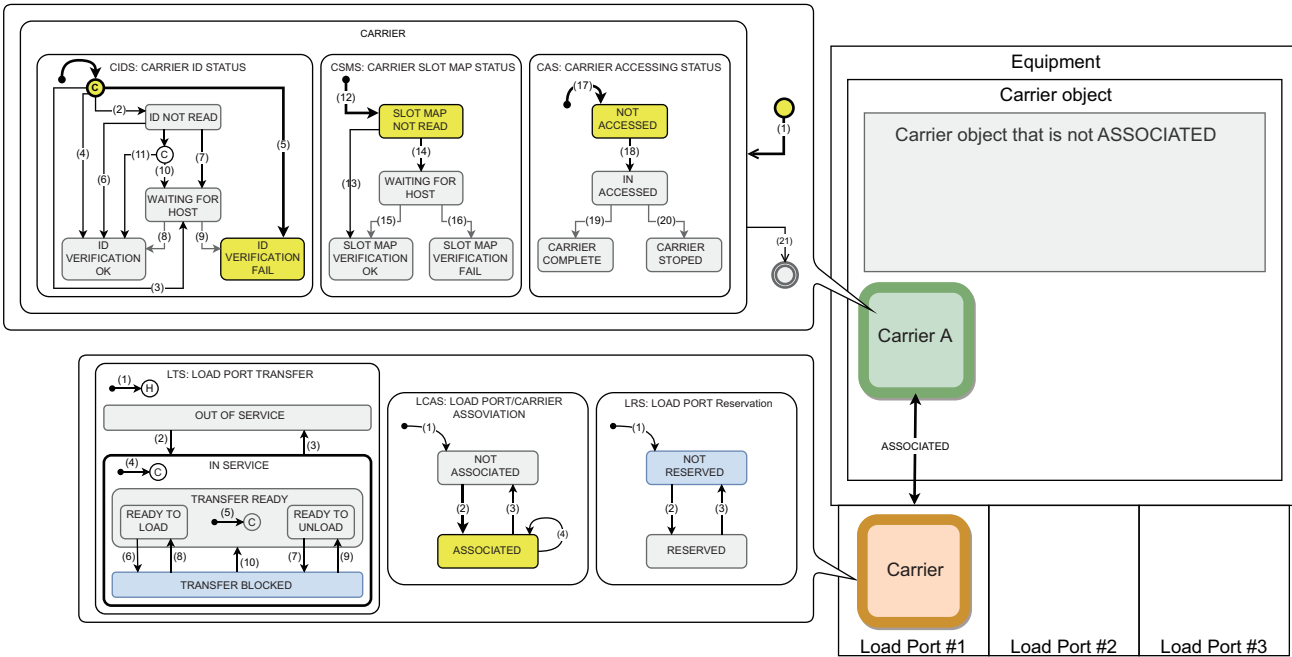 CARRIER
CIDS: CARRIER ID STATUS
C
(2)
ID NOT READ
(4)
(11)
C
(7)
(5)
(6)
(10)
WAITING FOR
HOST
(8)
(9)
ID
VERIFICATION
OK
ID
VERIFICATION
FAIL
(3)
CSMS: CARRIER SLOT MAP STATUS
(12)
SLOT MAP
NOT READ
(14)
(13)
WAITING FOR
HOST
(15)
(16)
SLOT MAP
VERIFICATION
OK
SLOT MAP
VERIFICATION
FAIL
CAS: CARRIER ACCESSING STATUS
(17)
NOT
ACCESSED
(18)
IN
ACCESSED
(19)
(20)
CARRIER
COMPLETE
CARRIER
STOPED
(1)
(21)
Equipment
Carrier object
Carrier object that is not ASSOCIATED
Carrier A
ASSOCIATED
Carrier
Load Port #1
Load Port #2
Load Port #3
LTS: LOAD PORT TRANSFER
(1)
H
OUT OF SERVICE
(2)
(3)
(4)
C
IN SERVICE
TRANSFER READY
READY TO
LOAD
(5)
C
READY TO
UNLOAD
(6)
(8)
(10)
(7)
(9)
TRANSFER BLOCKED
LCAS: LOAD PORT/CARRIER
ASSOVIATION
(1)
NOT
ASSOCIATED
(2)
(3)
(4)
ASSOCIATED
LRS: LOAD PORT Reservation
(1)
NOT
RESERVED
(2)
(3)
RESERVED